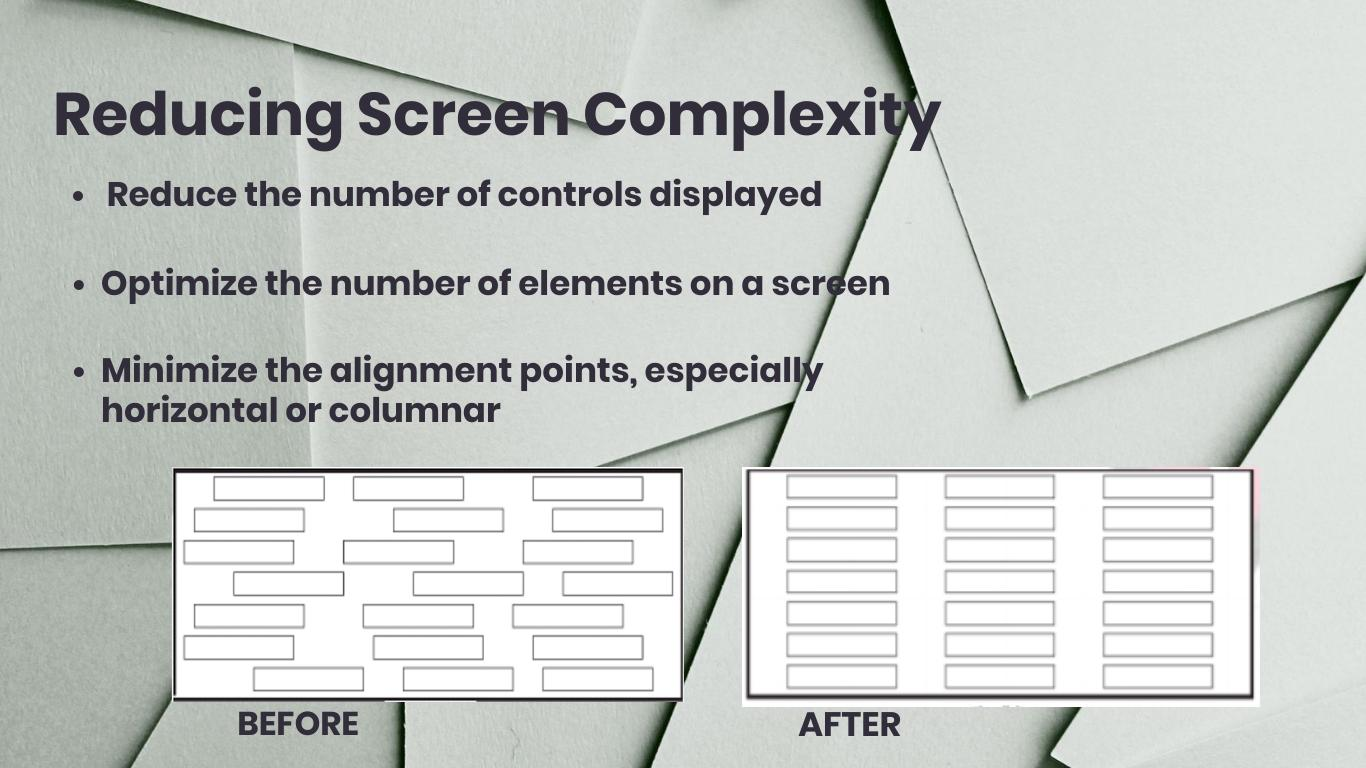 Reducing Screen Complexity
• Reduce the number of controls displayed
• Optimize the number of elements on a screen
• Minimize the alignment points, especially
horizontal or columnar
BEFORE
AFTER